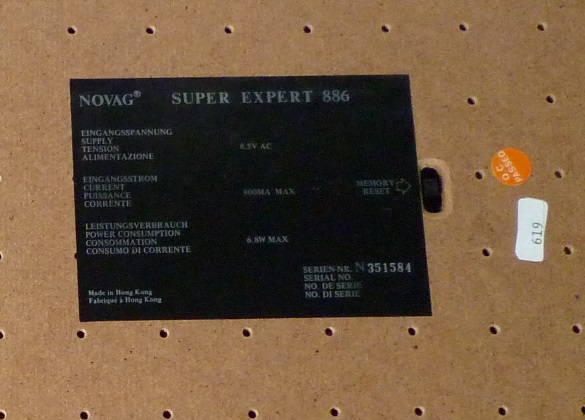 NOVAG® SUPER EXPERT 886
EINGANGSSPANNUNG
SUPPLY
TENSION 8.5V AC
ALIMENTAZIONE
EINGANGSSTROM
CURRENT
PUISSANCE 800MA MAX
CORRENTE
MEMORY
RESET
LEISTUNGSVERBRAUCH
POWER CONSUMPTION
CONSOMMATION 6.8W MAX
CONSUMO DI CORRENTE
SERIEN-NR. N 351584
SERIAL NO.
NO. DE SERIE
NO. DI SERIE
Made in Hong Kong
Fabriqué à Hong Kong
Q C
PASSED
619